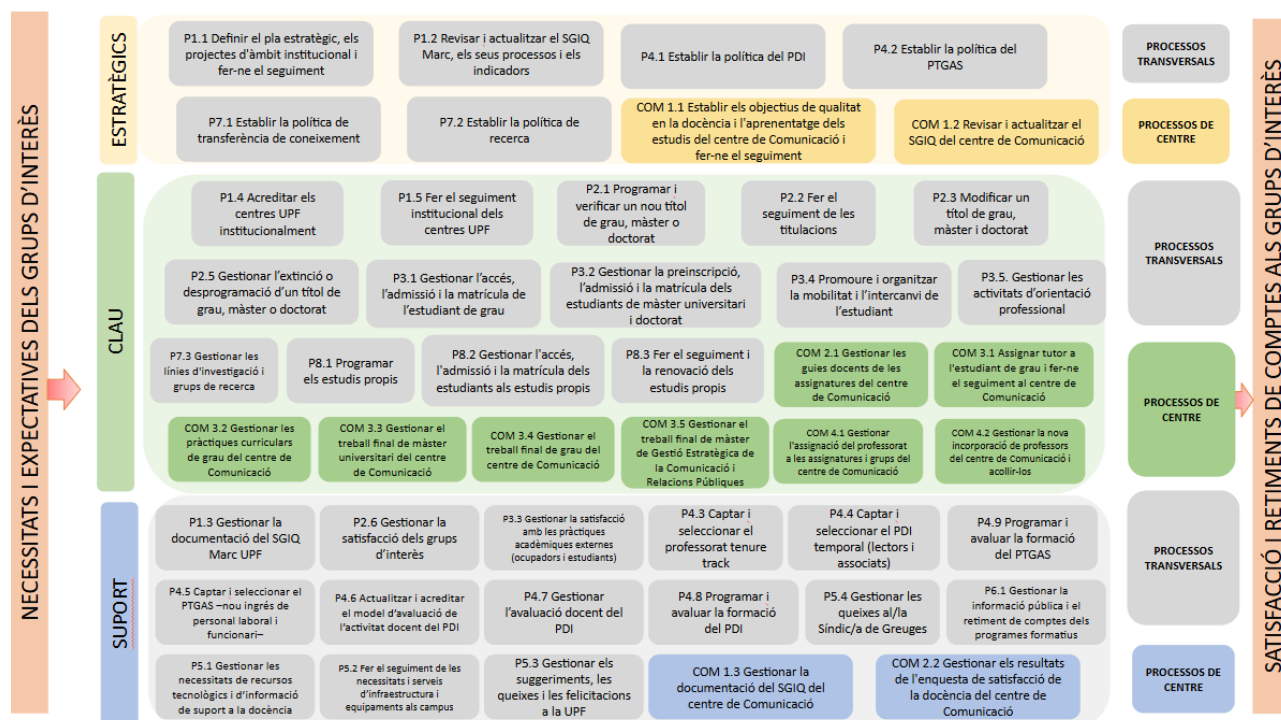 NECESSITATS I EXPECTATIVES DELS GRUPS D'INTERÈS
ESTRATÈGICS
P1.1 Definir el pla estratègic, els
projectes d'àmbit institucional i
fer-ne el seguiment
P1.2 Revisar i actualitzar el SGIQ
Marc, els seus processos i els
indicadors
P4.1 Establir la política del PDI
P4.2 Establir la política del
PTGAS
PROCESSOS
TRANSVERSALS
P7.1 Establir la política de
transferència de coneixement
P7.2 Establir la política de
recerca
COM 1.1 Establir els objectius de qualitat
en la docència i l'aprenentatge dels
estudis del centre de Comunicació i
fer-ne el seguiment
COM 1.2 Revisar i actualitzar el
SGIQ del centre de Comunicació
PROCESSOS DE
CENTRE
CLAU
P1.4 Acreditar els
centres UPF
institucionalment
P1.5 Fer el seguiment
institucional dels
centres UPF
P2.1 Programar i
verificar un nou títol
de grau, màster o
doctorat
P2.2 Fer el
seguiment de les
titulacions
P2.3 Modificar un
títol de grau,
màster i doctorat
PROCESSOS
TRANSVERSALS
P2.5 Gestionar l'extinció o
desprogramació d'un títol de
grau, màster o doctorat
P3.1 Gestionar l'accés,
l'admissió i la matrícula de
l'estudiant de grau
P3.2 Gestionar la preinscripció,
l'admissió i la matrícula dels
estudiants de màster universitari
i doctorat
P3.4 Promoure i organitzar
la mobilitat i l'intercanvi de
l'estudiant
P3.5. Gestionar les
activitats d'orientació
professional
P7.3 Gestionar les
línies d'investigació i
grups de recerca
P8.1 Programar
els estudis propis
P8.2 Gestionar l'accés,
l'admissió i la matrícula dels
estudiants als estudis propis
P8.3 Fer el seguiment i
la renovació dels
estudis propis
COM 2.1 Gestionar les
guies docents de les
assignatures del centre de
Comunicació
COM 3.1 Assignar tutor a
l'estudiant de grau i fer-ne
el seguiment al centre de
Comunicació
PROCESSOS
DE CENTRE
COM 3.2 Gestionar les
pràctiques curriculars
de grau del centre de
Comunicació
COM 3.3 Gestionar el
treball final de màster
universitari del centre de
Comunicació
COM 3.4 Gestionar el
treball final de grau del
centre de Comunicació
COM 3.5 Gestionar el
treball final de màster
de Gestió Estratègica de
la Comunicació i
Relacions Públiques
COM 4.1 Gestionar
l'assignació del professorat
a les assignatures i grups del
centre de Comunicació
COM 4.2 Gestionar la nova
incorporació de professors
del centre de Comunicació i
acollir-los
SUPORT
P1.3 Gestionar la
documentació del SGIQ
Marc UPF
P2.6 Gestionar la
satisfacció dels grups
d'interès
P3.3 Gestionar la satisfacció
amb les pràctiques
acadèmiques externes
(ocupadors i estudiants)
P4.3 Captar i
seleccionar el
professorat tenure
track
P4.4 Captar i
seleccionar el PDI
temporal (lectors i
associats)
P4.9 Programar i
avaluar la formació
del PTGAS
PROCESSOS
TRANSVERSALS
P4.5 Captar i seleccionar el
PTGAS –nou ingrés de
personal laboral i
funcionari–
P4.6 Actualitzar i acreditar
el model d'avaluació de
l'activitat docent del PDI
P4.7 Gestionar
l'avaluació docent del
PDI
P4.8 Programar i
avaluar la formació
del PDI
P5.4 Gestionar les
queixes al/la
Síndic/a de Greuges
P6.1 Gestionar la
informació pública i el
retiment de comptes dels
programes formatius
P5.1 Gestionar les
necessitats de recursos
tecnològics i d'informació
de suport a la docència
P5.2 Fer el seguiment de les
necessitats i serveis
d'infraestructura i
equipaments als campus
P5.3 Gestionar els
suggeriments, les
queixes i les felicitacions
a la UPF
COM 1.3 Gestionar la
documentació del SGIQ del
centre de Comunicació
COM 2.2 Gestionar els resultats
de l'enquesta de satisfacció de
la docència del centre de
Comunicació
PROCESSOS DE
CENTRE
SATISFACCIÓ I RETIMENTS DE COMPTES ALS GRUPS D'INTERÈS